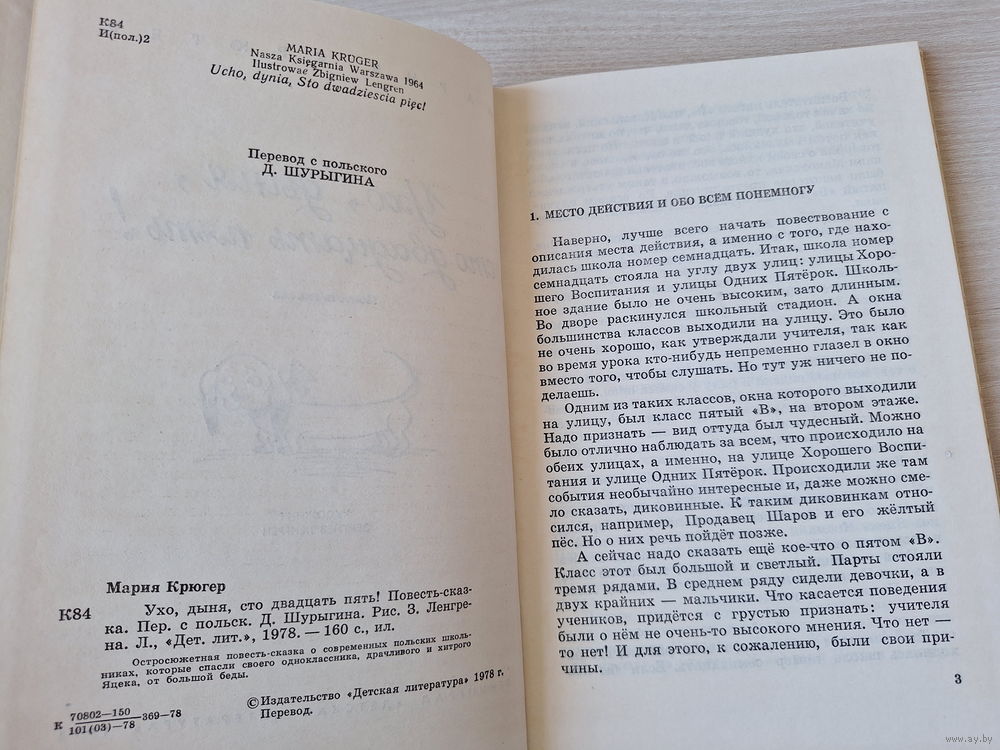 К84
И(пол.)2
MARIA KRÜGER
Nasza Księgarnia Warszawa 1964
Ilustrować Zbigniew Lengren
Ucho, dynia, Sto dwadziescia pięc!
Перевод с польского
Д. ШУРЫГИНА
Мария Крюгер
К84
Ухо, дыня, сто двадцать пять! Повесть-сказ-
ка. Пер. с польск. Д. Шурыгина. Рис. З. Ленгре-
на. Л., «Дет. лит.», 1978. — 160 с., ил.
Остросюжетная повесть-сказка о современных польских школь-
никах, которые спасли своего одноклассника, драчливого и хитрого
Яцека, от большой беды.
К 70802—150
101(03)—78 —369—78
©Издательство «Детская литература» 1978 г.
Перевод.
1. МЕСТО ДЕЙСТВИЯ И ОБО ВСЁМ ПОНЕМНОГУ
Наверно, лучше всего начать повествование с
описания места действия, а именно с того, где нахо-
дилась школа номер семнадцать. Итак, школа номер
семнадцать стояла на углу двух улиц: улицы Хоро-
шего Воспитания и улицы Одних Пятёрок. Школь-
ное здание было не очень высоким, зато длинным.
Во дворе раскинулся школьный стадион. А окна
большинства классов выходили на улицу. Это было
не очень хорошо, как утверждали учителя, так как
во время урока кто-нибудь непременно глазел в окно
вместо того, чтобы слушать. Но тут уж ничего не по-
делаешь.
Одним из таких классов, окна которого выходили
на улицу, был класс пятый «В», на втором этаже.
Надо признать — вид оттуда был чудесный. Можно
было отлично наблюдать за всем, что происходило на
обеих улицах, а именно, на улице Хорошего Воспи-
тания и улице Одних Пятёрок. Происходили же там
события необычайно интересные и, даже можно сме-
ло сказать, диковинные. К таким диковинкам отно-
сился, например, Продавец Шаров и его жёлтый
пёс. Но о них речь пойдёт позже.
А сейчас надо сказать ещё кое-что о пятом «В».
Класс этот был большой и светлый. Парты стояли
тремя рядами. В среднем ряду сидели девочки, а в
двух крайних — мальчики. Что касается поведения
учеников, придётся с грустью признать: учителя
были о нём не очень-то высокого мнения. Что нет —
то нет! И для этого, к сожалению, были свои при-
чины.
3
www.ay.by